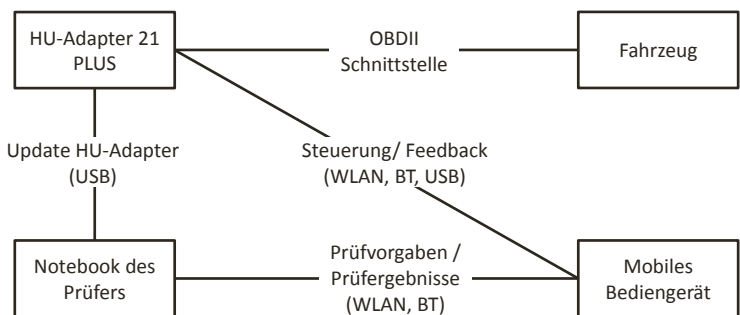 HU-Adapter 21
PLUS
OBDII
Schnittstelle
Fahrzeug
Update HU-Adapter
(USB)
Steuerung/ Feedback
(WLAN, BT, USB)
Notebook des
Prüfers
Prüfvorgaben /
Prüfergebnisse
(WLAN, BT)
Mobiles
Bediengerät